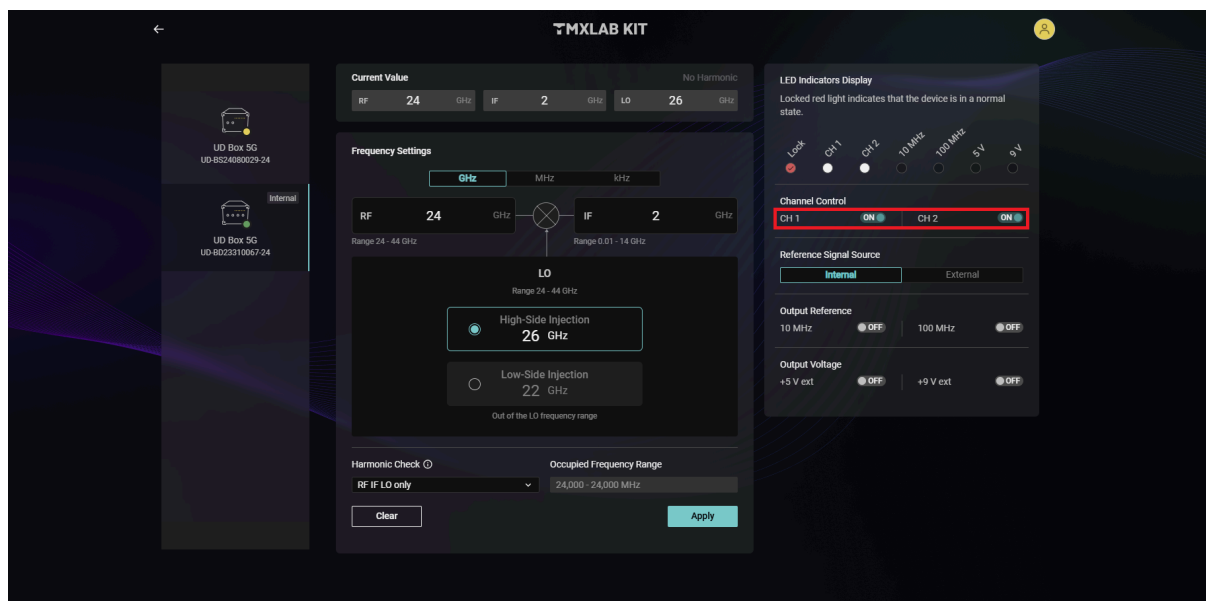 TMXLAB KIT
UD Box 5G
UD-BS24080029-24
Internal
UD Box 5G
UD-BD23310067-24
Current Value
No Harmonic
RF 24 GHz IF 2 GHz LO 26 GHz
Frequency Settings
GHz MHz kHz
RF 24 GHz IF 2 GHz
Range 24 - 44 GHz Range 0.01 - 14 GHz
LO
Range 24 - 44 GHz
High-Side Injection
26 GHz
Low-Side Injection
22 GHz
Out of the LO frequency range
Harmonic Check Occupied Frequency Range
RF IF LO only 24,000 - 24,000 MHz
Clear Apply
LED Indicators Display
Locked red light indicates that the device is in a normal
state.
Lock CH 1 CH 2 10 MHz 100 MHz 5 V 9 V
Channel Control
CH 1 ON CH 2 ON
Reference Signal Source
Internal External
Output Reference
10 MHz OFF 100 MHz OFF
Output Voltage
+5 V ext OFF +9 V ext OFF